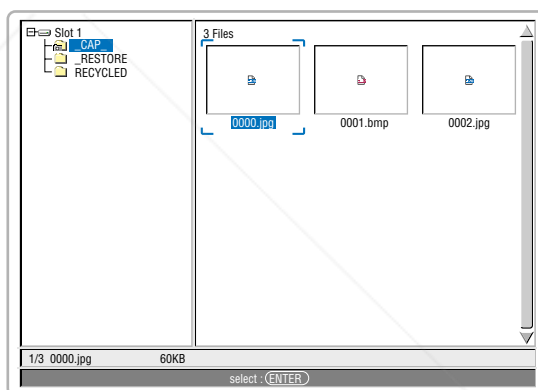 Slot 1
_CAP_
_RESTORE
RECYCLED
3 Files
0000.jpg
0001.bmp
0002.jpg
1/3 0000.jpg 60KB
select : ENTER